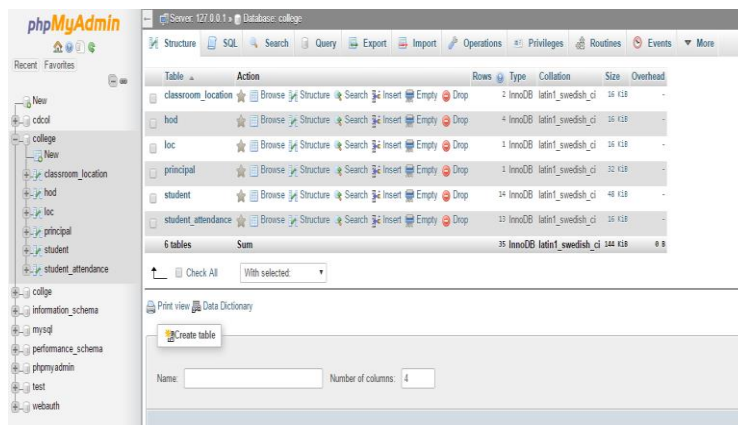 phpMyAdmin
Recent Favorites
New
cdcol
college
New
classroom_location
hod
loc
principal
student
student_attendance
collge
information_schema
mysql
performance_schema
phpmyadmin
test
webauth
Server: 127.0.0.1 » Database: college
Structure SQL Search Query Export Import Operations Privileges Routines Events More
Table Action Rows Type Collation Size Overhead
classroom_location Browse Structure Search Insert Empty Drop 2 InnoDB latin1_swedish_ci 16 KiB -
hod Browse Structure Search Insert Empty Drop 4 InnoDB latin1_swedish_ci 16 KiB -
loc Browse Structure Search Insert Empty Drop 1 InnoDB latin1_swedish_ci 16 KiB -
principal Browse Structure Search Insert Empty Drop 1 InnoDB latin1_swedish_ci 32 KiB -
student Browse Structure Search Insert Empty Drop 14 InnoDB latin1_swedish_ci 48 KiB -
student_attendance Browse Structure Search Insert Empty Drop 13 InnoDB latin1_swedish_ci 16 KiB -
6 tables Sum 35 InnoDB latin1_swedish_ci 144 KiB 0 B
Check All With selected:
Print view Data Dictionary
Create table
Name: Number of columns: 4